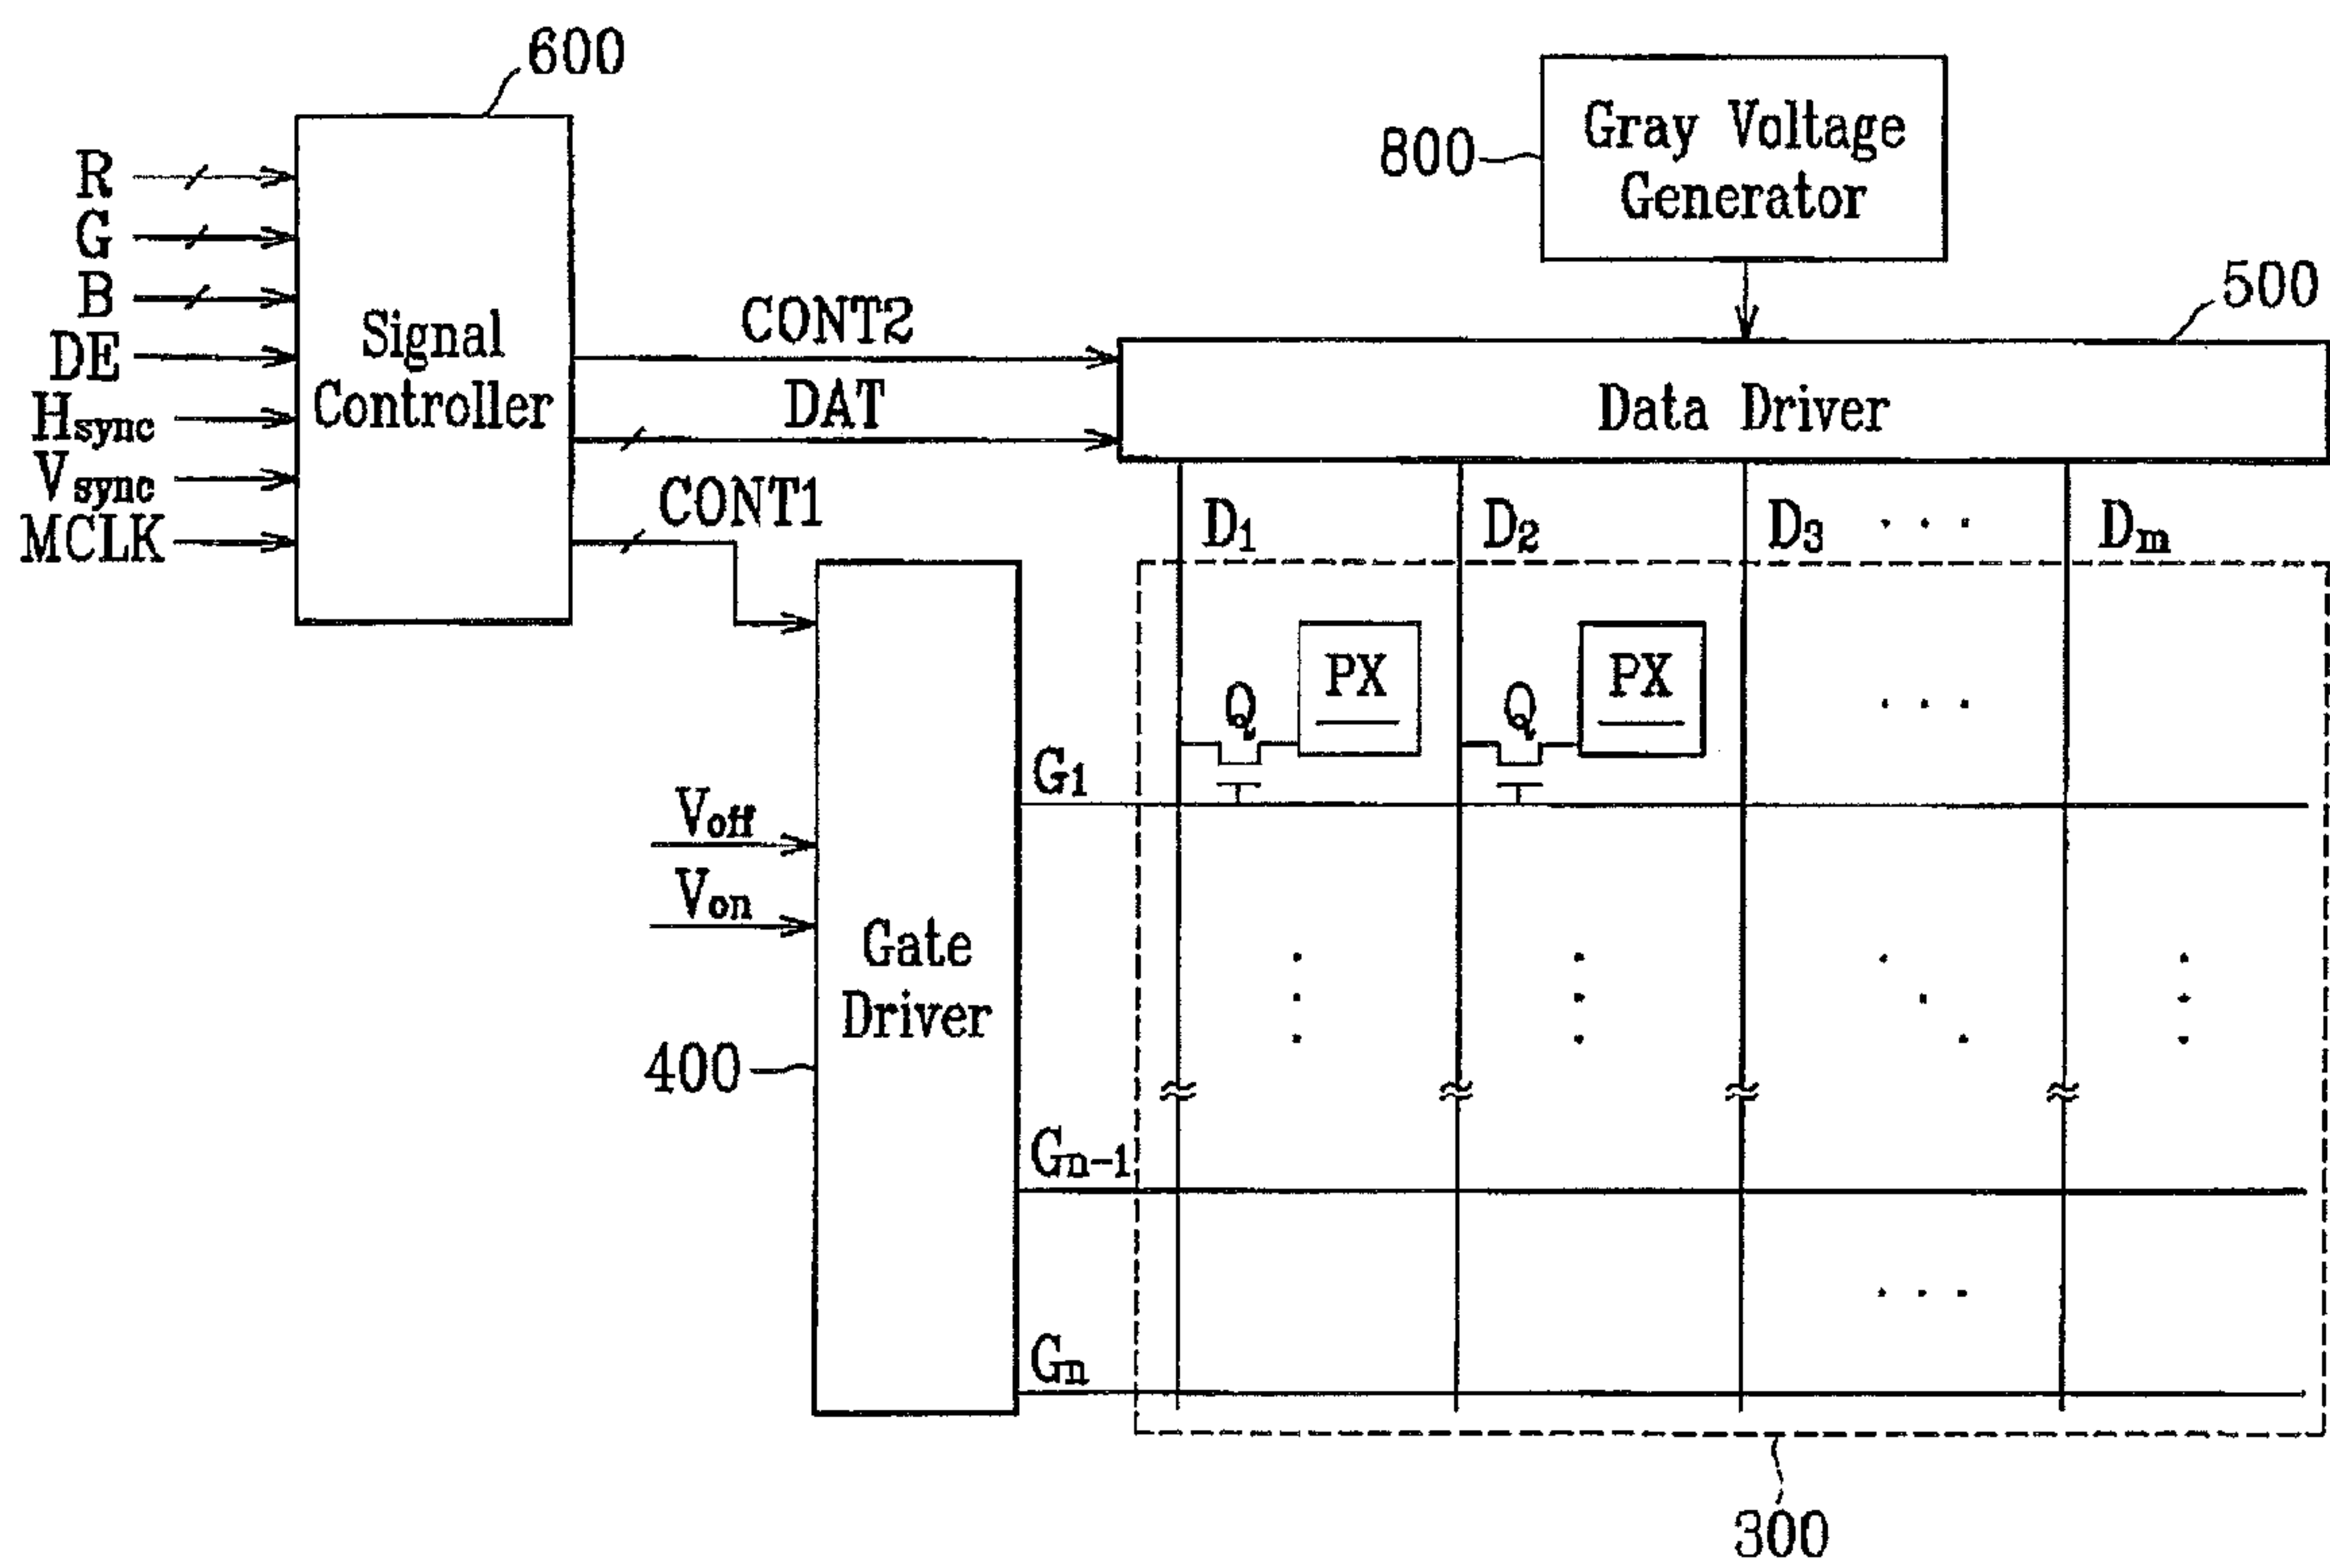 600
R
G
B
DE
Hsync
Vsync
MCLK
Signal
Controller
CONT2
DAT
CONT1
800
Gray Voltage
Generator
500
Data Driver
D1
D2
D3
. . .
Dm
Q
PX
Q
PX
. . .
G1
Voff
Von
Gate
Driver
400
Gn-1
. . .
Gn
300